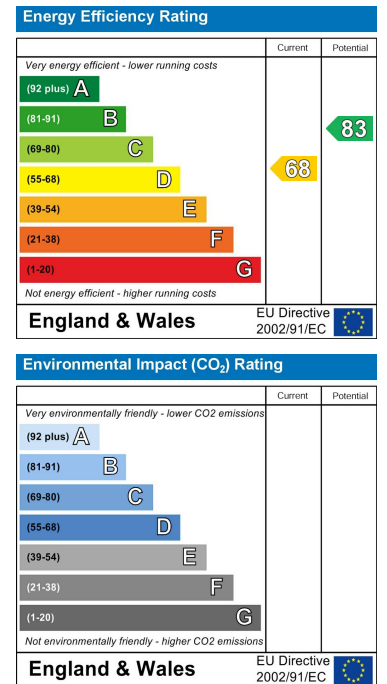 Energy Efficiency Rating
Current Potential
Very energy efficient - lower running costs
(92 plus) A
(81-91) B
(69-80) C
(55-68) D
(39-54) E
(21-38) F
(1-20) G
68
83
Not energy efficient - higher running costs
England & Wales
EU Directive
2002/91/EC
Environmental Impact (CO₂) Rating
Current Potential
Very environmentally friendly - lower CO2 emissions
(92 plus) A
(81-91) B
(69-80) C
(55-68) D
(39-54) E
(21-38) F
(1-20) G
Not environmentally friendly - higher CO2 emissions
England & Wales
EU Directive
2002/91/EC